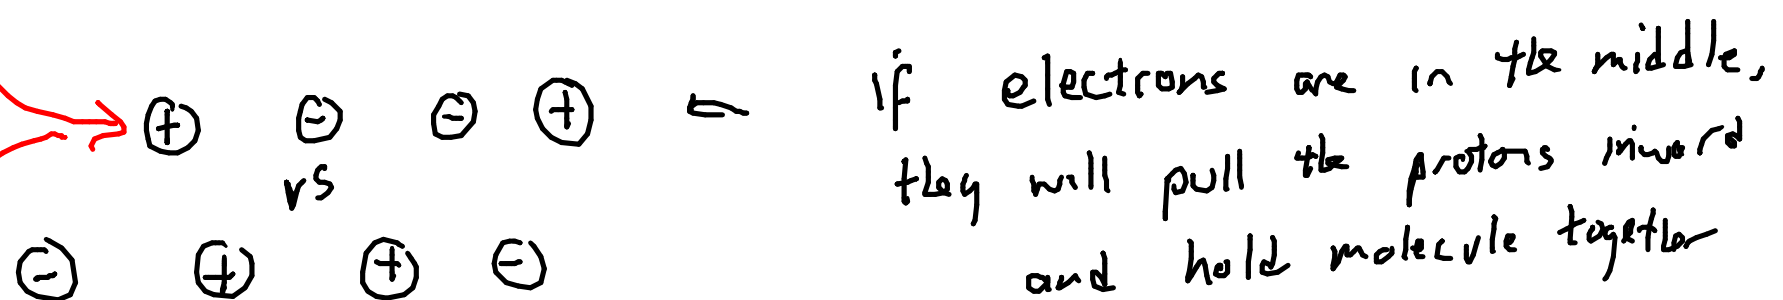 + - - + = if electrons are in the middle,
vs they will pull the protons inward
- + + - and hold molecule together